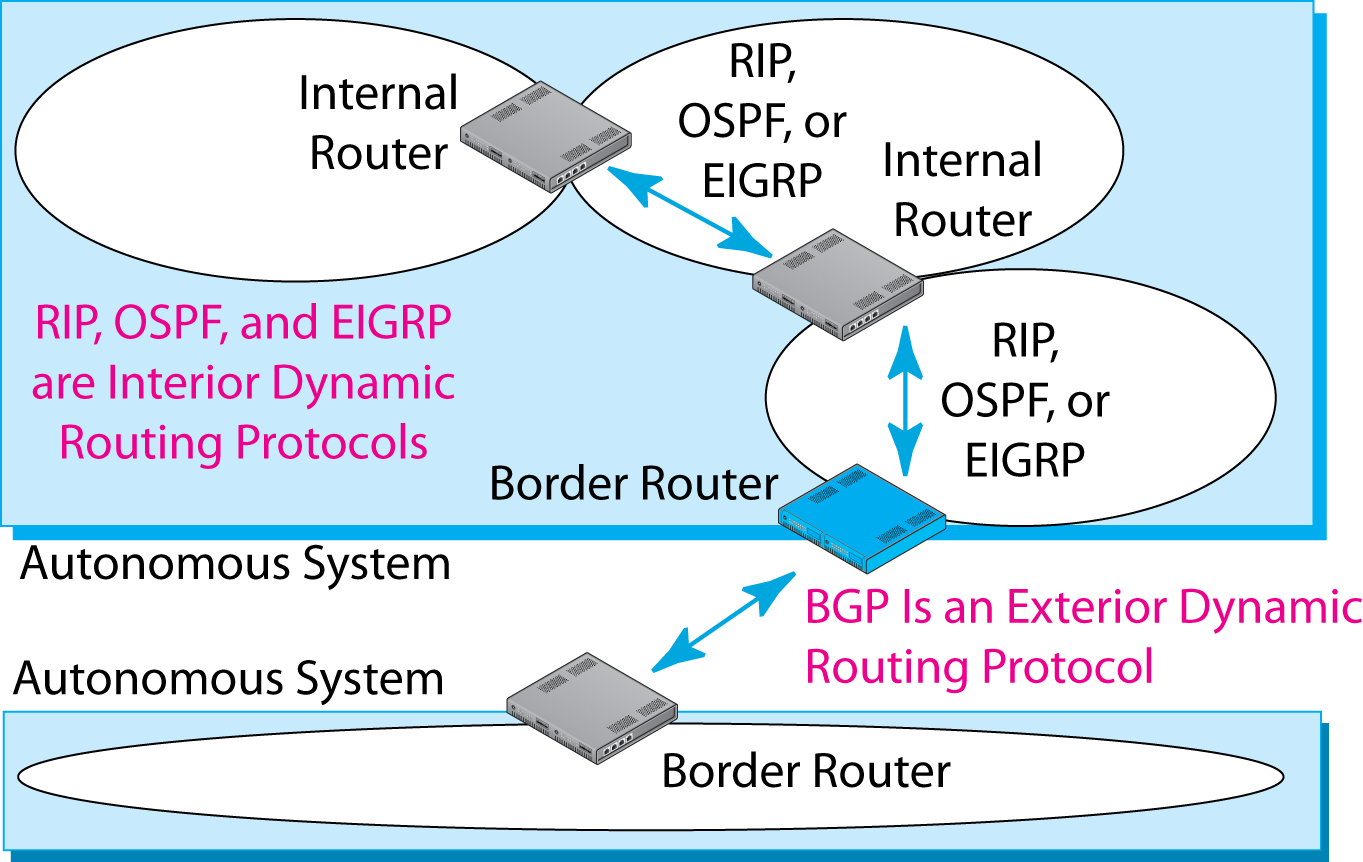 Internal
Router
RIP,
OSPF, or
EIGRP
Internal
Router
RIP, OSPF, and EIGRP
are Interior Dynamic
Routing Protocols
RIP,
OSPF, or
EIGRP
Border Router
Autonomous System
BGP Is an Exterior Dynamic
Routing Protocol
Autonomous System
Border Router